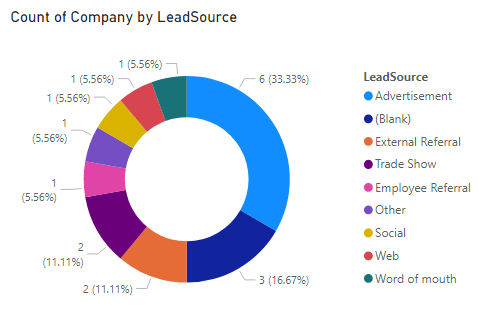 Count of Company by LeadSource
1 (5.56%)
6 (33.33%)
1 (5.56%)
1 (5.56%)
1
(5.56%)
1
(5.56%)
2
(11.11%)
2 (11.11%)
3 (16.67%)
LeadSource
Advertisement
(Blank)
External Referral
Trade Show
Employee Referral
Other
Social
Web
Word of mouth